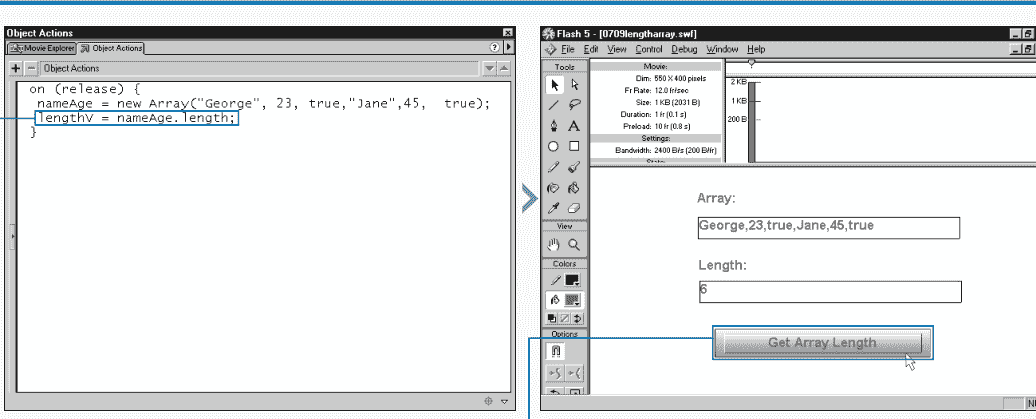 Object Actions
Movie Explorer Object Actions
Object Actions
on (release) {
nameAge = new Array("George", 23, true,"Jane",45, true);
lengthV = nameAge.length;
}
Flash 5 - [0709lengtharray.swf]
File Edit View Control Debug Window Help
Tools
View
Colors
Options
Movie:
Dim: 550 X 400 pixels
Fr Rate: 12.0 fr/sec
Size: 1 KB (2031 B)
Duration: 1 fr (0.1 s)
Preload: 10 fr (0.8 s)
Settings:
Bandwidth: 2400 B/s (200 B/fr)
State:
2 KB
1 KB
200 B
Array:
George,23,true,Jane,45,true
Length:
6
Get Array Length